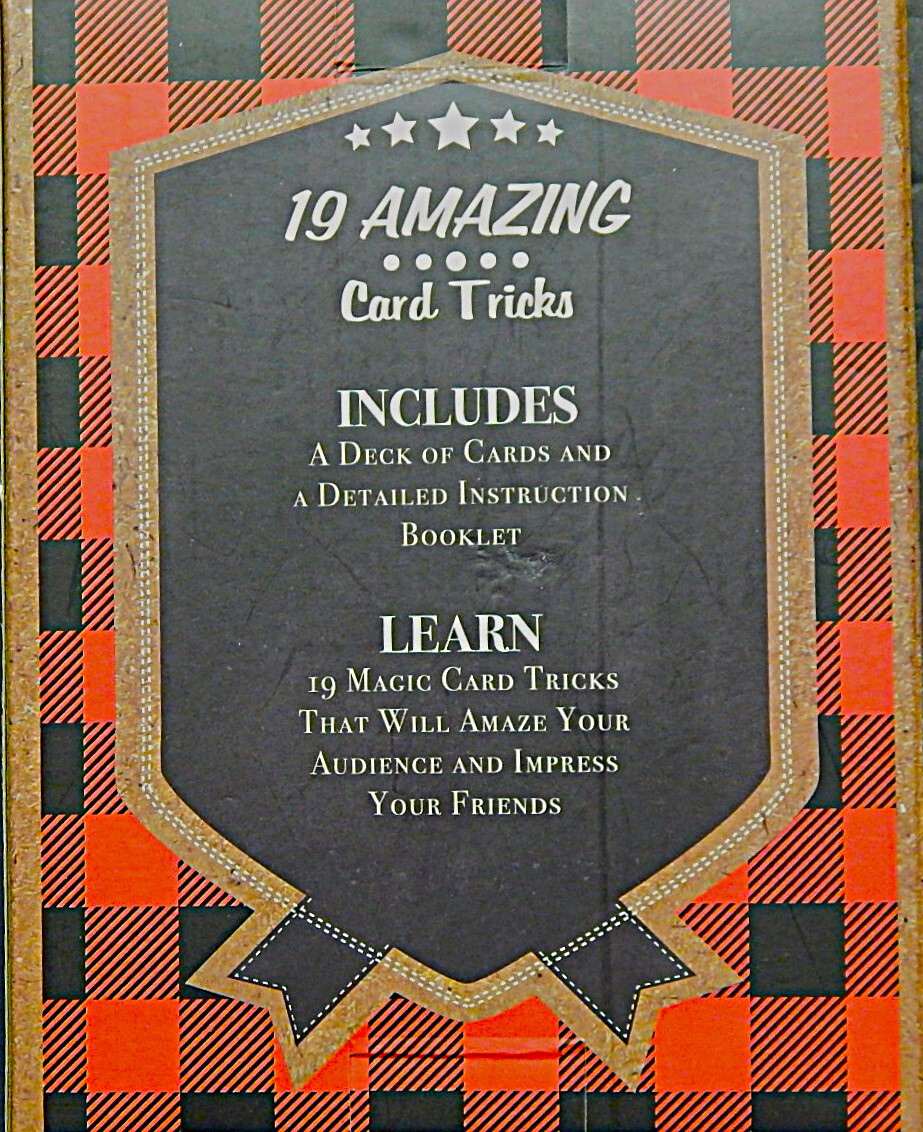 19 AMAZING
Card Tricks
INCLUDES
A DECK OF CARDS AND
A DETAILED INSTRUCTION
BOOKLET
LEARN
19 MAGIC CARD TRICKS
THAT WILL AMAZE YOUR
AUDIENCE AND IMPRESS
YOUR FRIENDS